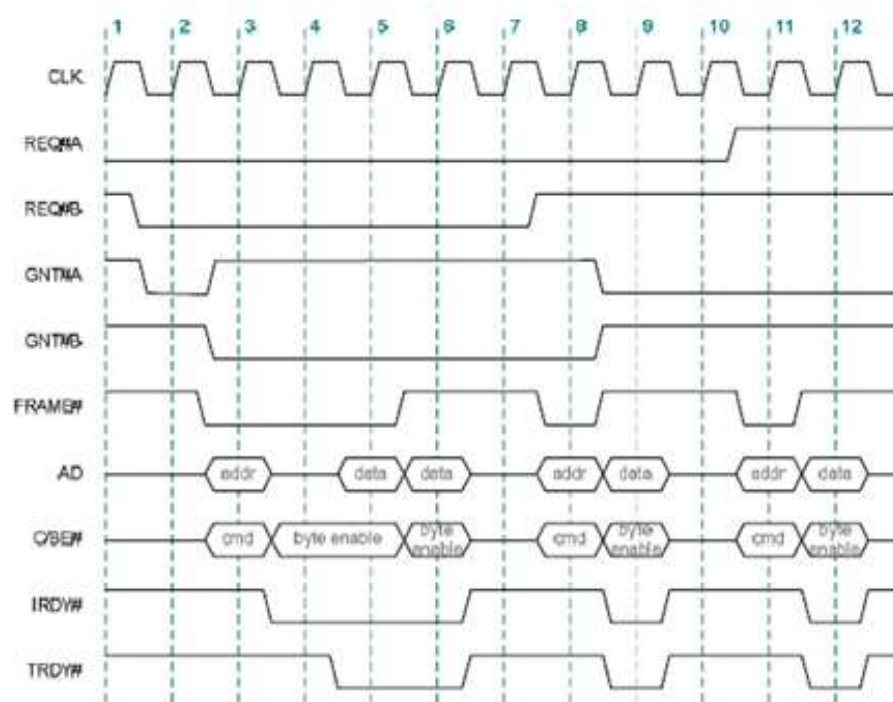 1 2 3 4 5 6 7 8 9 10 11 12
CLK
REQ#A
REQ#B
GNT#A
GNT#B
FRAME#
AD
addr data data addr data addr data
C/BE#
cmd byte enable byte enable cmd byte enable cmd byte enable
IRDY#
TRDY#